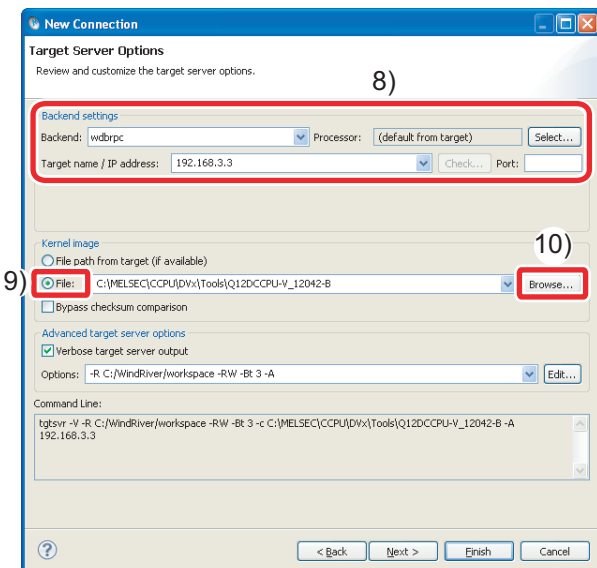 New Connection
Target Server Options
Review and customize the target server options.
8)
Backend settings
Backend: wdbrpc Processor: (default from target) Select...
Target name / IP address: 192.168.3.3 Check... Port:
Kernel image
10)
File path from target (if available)
9) File: C:\MELSEC\CCPU\DVx\Tools\Q12DCCPU-V_12042-B Browse...
Bypass checksum comparison
Advanced target server options
Verbose target server output
Options: -R C:/WindRiver/workspace -RW -Bt 3 -A Edit...
Command Line:
tgtsvr -V -R C:/WindRiver/workspace -RW -Bt 3 -c C:\MELSEC\CCPU\DVx\Tools\Q12DCCPU-V_12042-B -A
192.168.3.3
? < Back Next > Finish Cancel